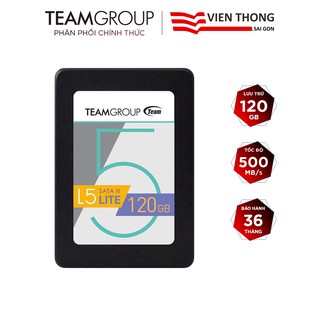 TEAMGROUP
PHÂN PHỐI CHÍNH THỨC
VIEN THONG
SAI GON
TEAMGROUP Team
5
L5 SATA III LITE 120GB
LƯU TRỮ
120
GB
TỐC ĐỘ
500
MB/s
BẢO HÀNH
36
THÁNG